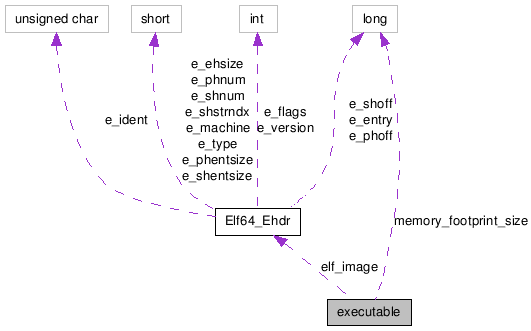 unsigned char
short
int
long
e_ehsize
e_phnum
e_shnum
e_shstrndx
e_machine
e_type
e_phentsize
e_shentsize
e_ident
e_flags
e_version
e_shoff
e_entry
e_phoff
Elf64_Ehdr
memory_footprint_size
elf_image
executable